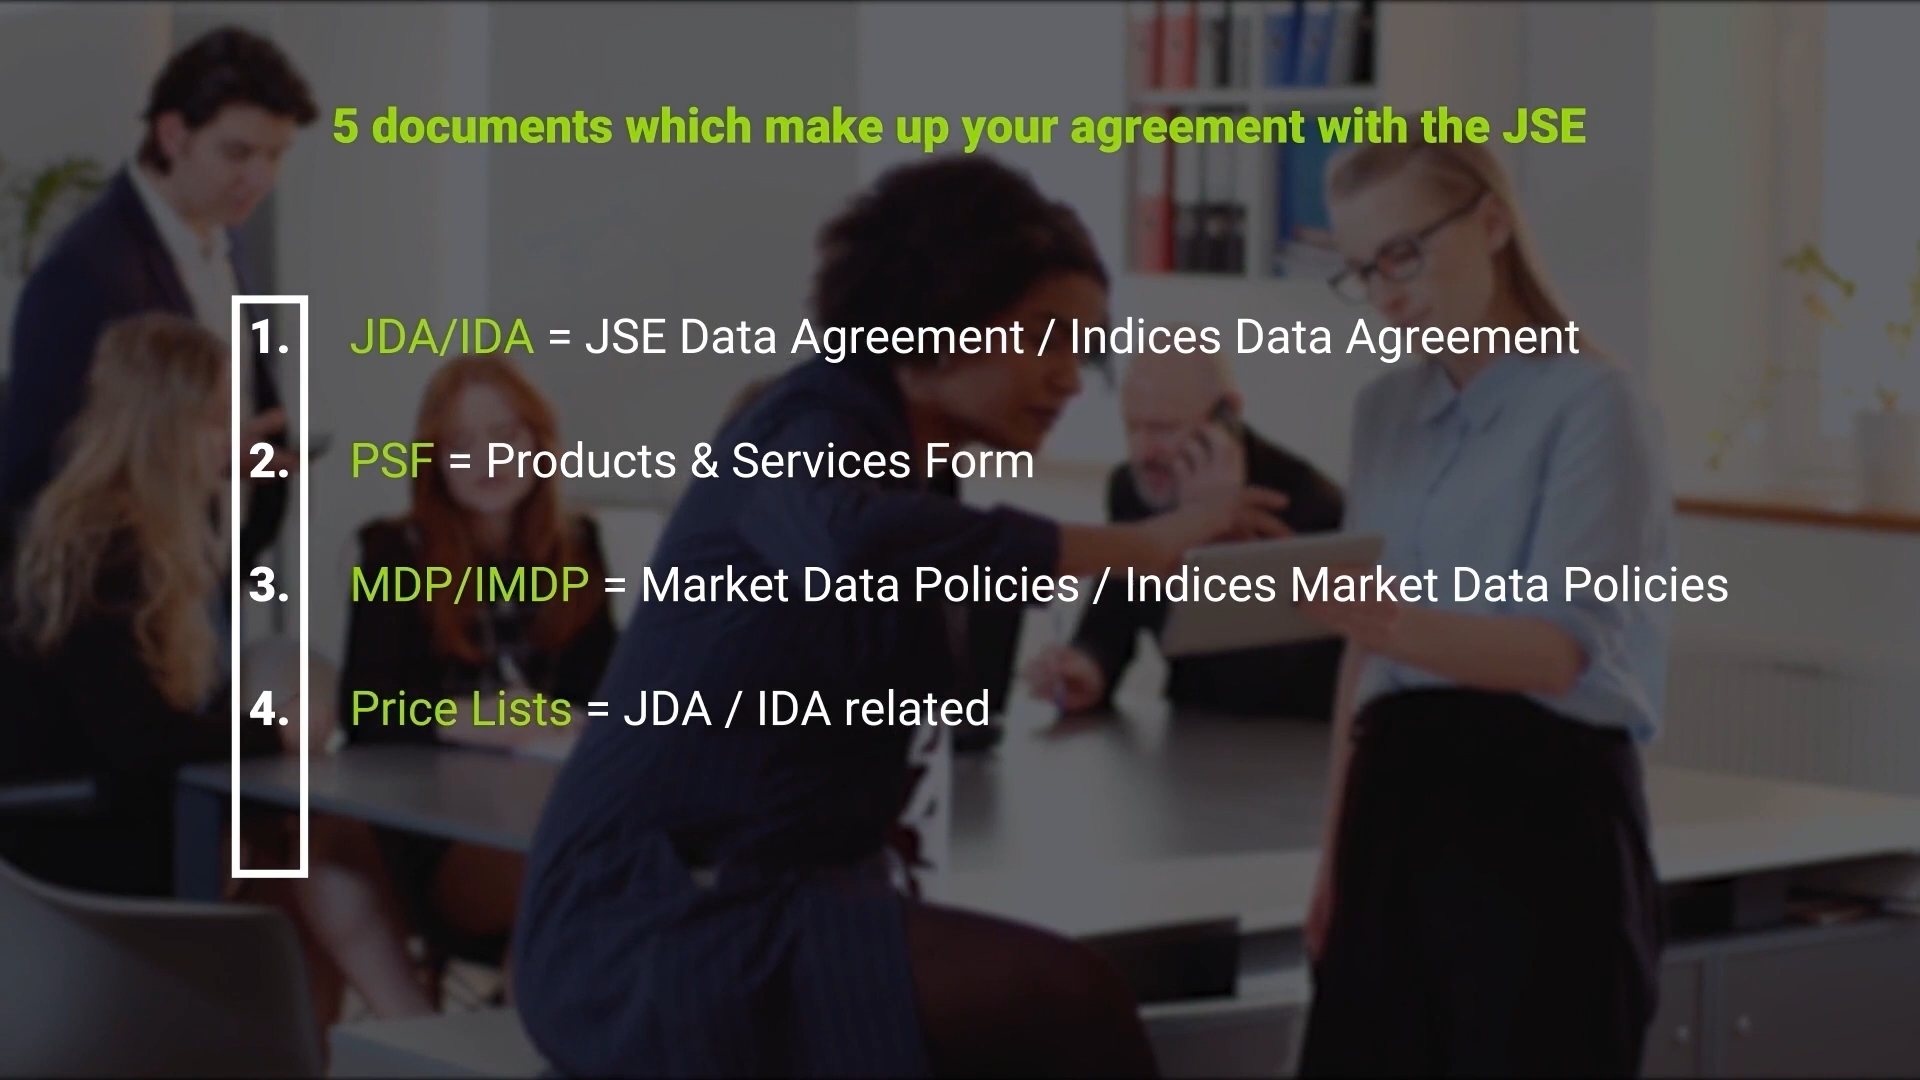 5 documents which make up your agreement with the JSE
1. JDA/IDA = JSE Data Agreement / Indices Data Agreement
2. PSF = Products & Services Form
3. MDP/IMDP = Market Data Policies / Indices Market Data Policies
4. Price Lists = JDA / IDA related